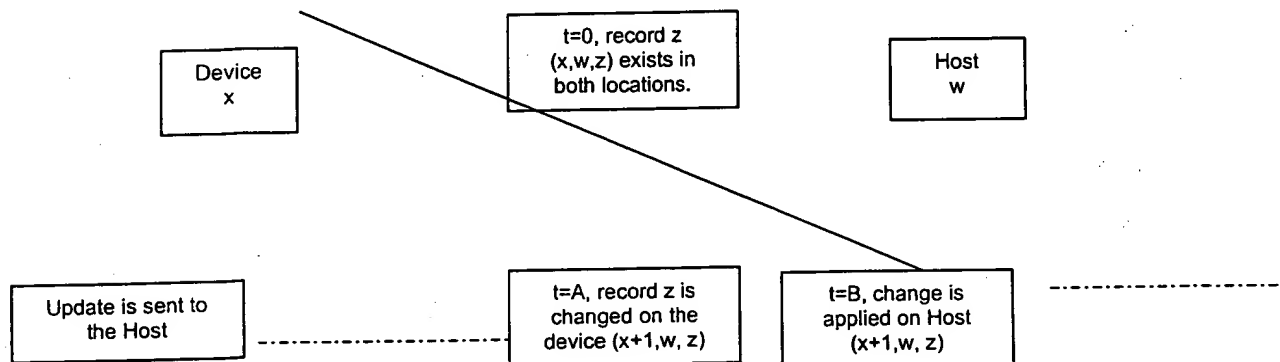 Device
x
t=0, record z
(x,w,z) exists in
both locations.
Host
w
Update is sent to
the Host
t=A, record z is
changed on the
device (x+1,w, z)
t=B, change is
applied on Host
(x+1,w, z)